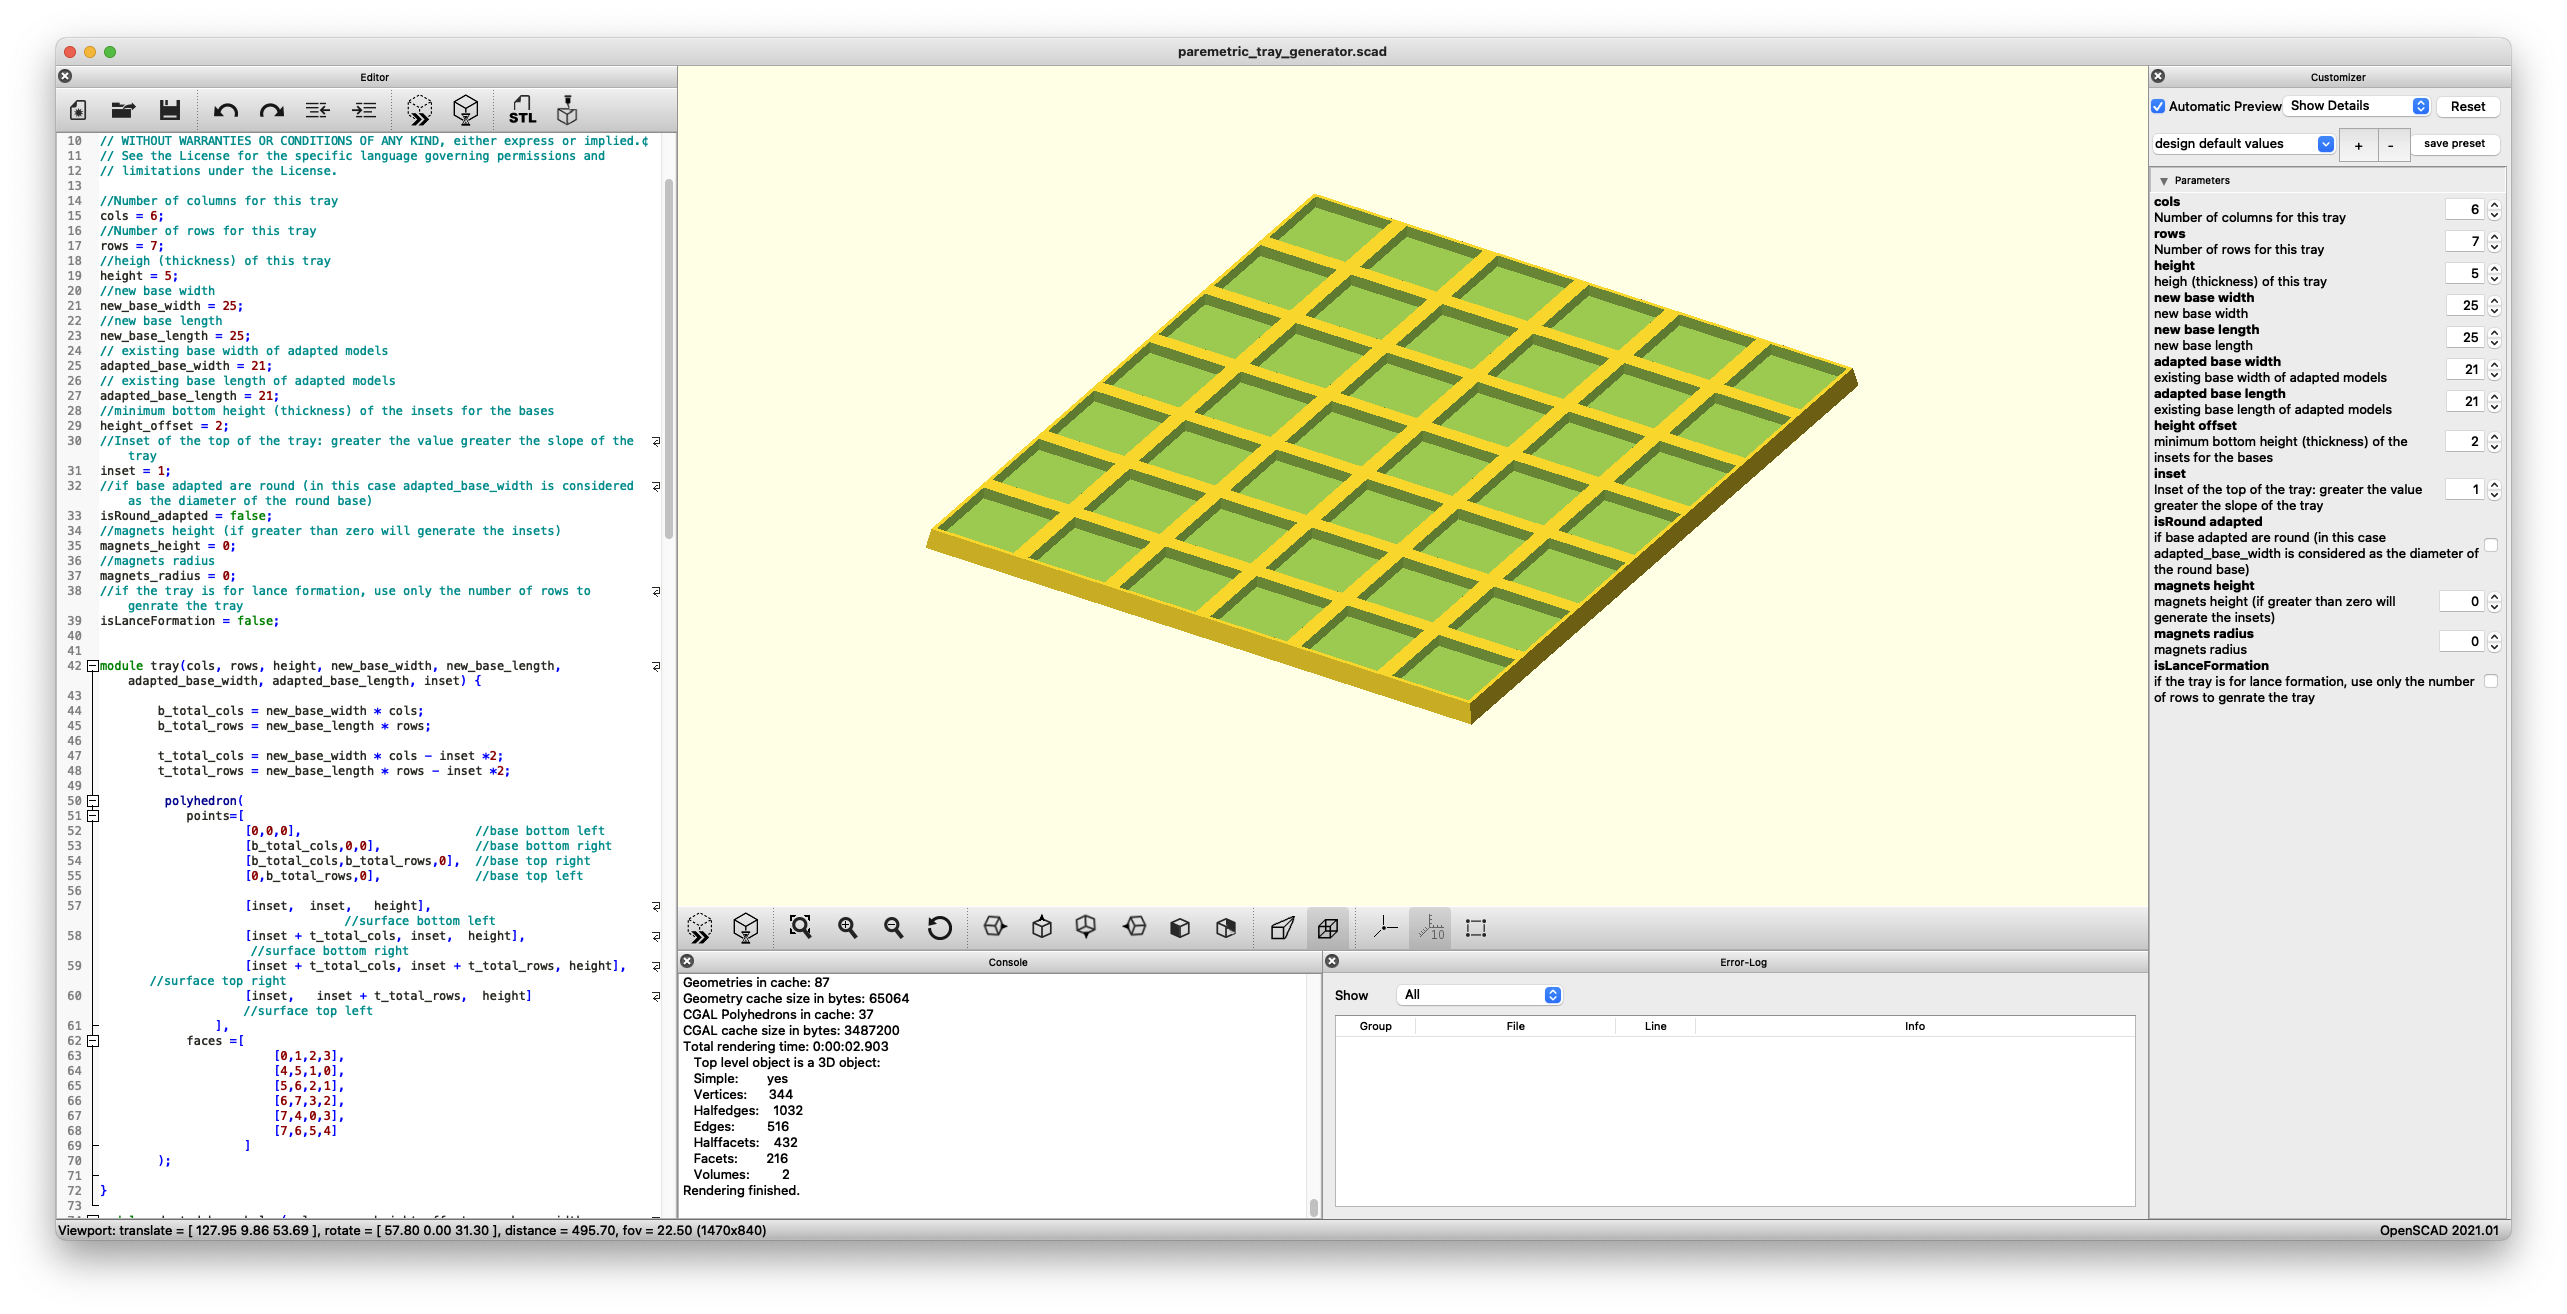 paremetric_tray_generator.scad
Editor
STL
10 // WITHOUT WARRANTIES OR CONDITIONS OF ANY KIND, either express or implied.¢
11 // See the License for the specific language governing permissions and
12 // limitations under the License.
13
14 //Number of columns for this tray
15 cols = 6;
16 //Number of rows for this tray
17 rows = 7;
18 //heigh (thickness) of this tray
19 height = 5;
20 //new base width
21 new_base_width = 25;
22 //new base length
23 new_base_length = 25;
24 // existing base width of adapted models
25 adapted_base_width = 21;
26 // existing base length of adapted models
27 adapted_base_length = 21;
28 //minimum bottom height (thickness) of the insets for the bases
29 height_offset = 2;
30 //Inset of the top of the tray: greater the value greater the slope of the
tray
31 inset = 1;
32 //if base adapted are round (in this case adapted_base_width is considered
as the diameter of the round base)
33 isRound_adapted = false;
34 //magnets height (if greater than zero will generate the insets)
35 magnets_height = 0;
36 //magnets radius
37 magnets_radius = 0;
38 //if the tray is for lance formation, use only the number of rows to
genrate the tray
39 isLanceFormation = false;
40
41
42 module tray(cols, rows, height, new_base_width, new_base_length,
adapted_base_width, adapted_base_length, inset) {
43
44 b_total_cols = new_base_width * cols;
45 b_total_rows = new_base_length * rows;
46
47 t_total_cols = new_base_width * cols - inset *2;
48 t_total_rows = new_base_length * rows - inset *2;
49
50 polyhedron(
51 points=[
52 [0,0,0], //base bottom left
53 [b_total_cols,0,0], //base bottom right
54 [b_total_cols,b_total_rows,0], //base top right
55 [0,b_total_rows,0], //base top left
56
57 [inset, inset, height],
//surface bottom left
58 [inset + t_total_cols, inset, height],
//surface bottom right
59 [inset + t_total_cols, inset + t_total_rows, height],
//surface top right
60 [inset, inset + t_total_rows, height]
//surface top left
61 ],
62 faces =[
63 [0,1,2,3],
64 [4,5,1,0],
65 [5,6,2,1],
66 [6,7,3,2],
67 [7,4,0,3],
68 [7,6,5,4]
69 ]
70 );
71
72 }
73
10
Console
Geometries in cache: 87
Geometry cache size in bytes: 65064
CGAL Polyhedrons in cache: 37
CGAL cache size in bytes: 3487200
Total rendering time: 0:00:02.903
Top level object is a 3D object:
Simple: yes
Vertices: 344
Halfedges: 1032
Edges: 516
Halffacets: 432
Facets: 216
Volumes: 2
Rendering finished.
Error-Log
Show All
Group File Line Info
Customizer
Automatic Preview Show Details Reset
design default values + - save preset
Parameters
cols
Number of columns for this tray 6
rows
Number of rows for this tray 7
height
heigh (thickness) of this tray 5
new base width
new base width 25
new base length
new base length 25
adapted base width
existing base width of adapted models 21
adapted base length
existing base length of adapted models 21
height offset
minimum bottom height (thickness) of the 2
insets for the bases
inset
Inset of the top of the tray: greater the value 1
greater the slope of the tray
isRound adapted
if base adapted are round (in this case
adapted_base_width is considered as the diameter of
the round base)
magnets height
magnets height (if greater than zero will 0
generate the insets)
magnets radius
magnets radius 0
isLanceFormation
if the tray is for lance formation, use only the number
of rows to genrate the tray
Viewport: translate = [ 127.95 9.86 53.69 ], rotate = [ 57.80 0.00 31.30 ], distance = 495.70, fov = 22.50 (1470x840)
OpenSCAD 2021.01